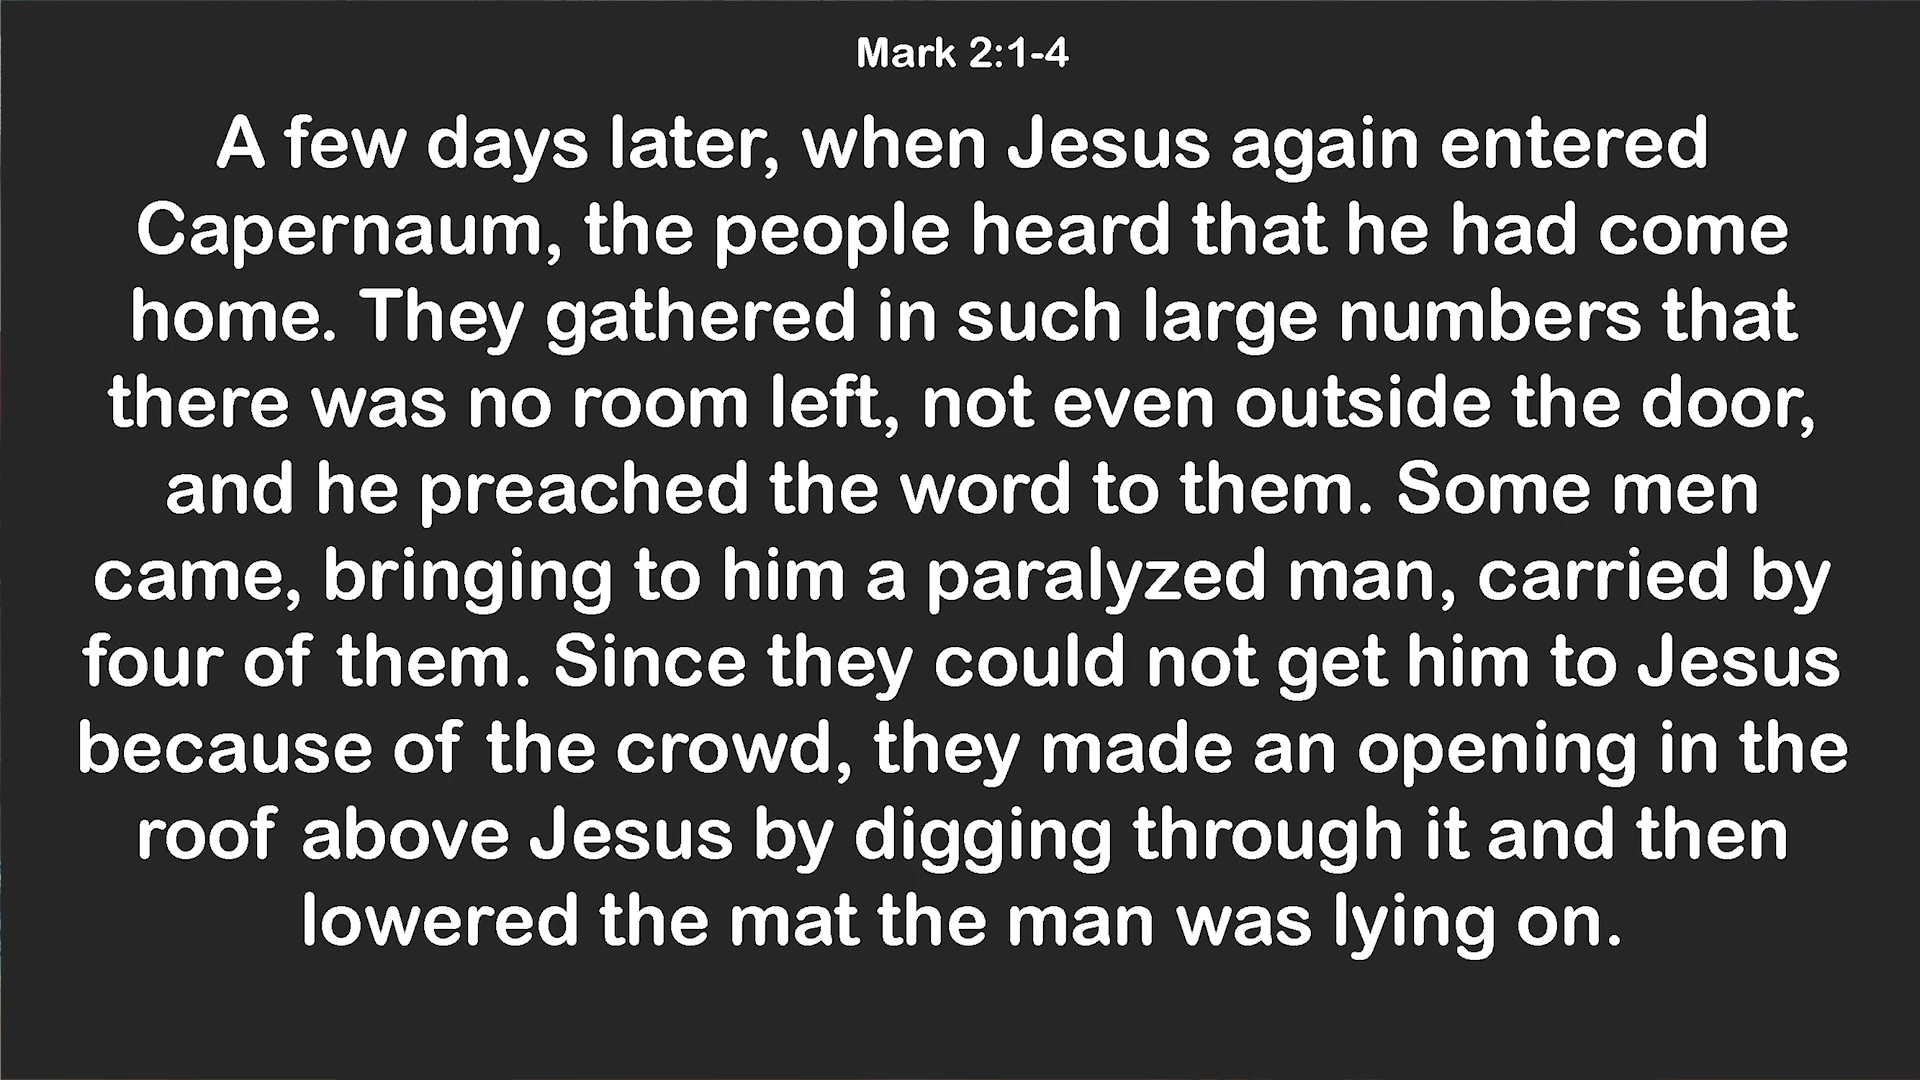 Mark 2:1-4
A few days later, when Jesus again entered
Capernaum, the people heard that he had come
home. They gathered in such large numbers that
there was no room left, not even outside the door,
and he preached the word to them. Some men
came, bringing to him a paralyzed man, carried by
four of them. Since they could not get him to Jesus
because of the crowd, they made an opening in the
roof above Jesus by digging through it and then
lowered the mat the man was lying on.